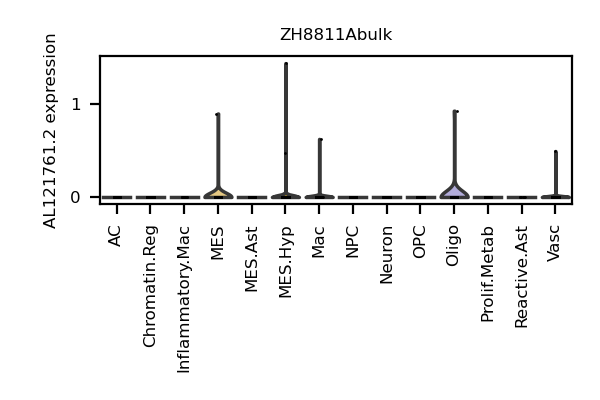 ZH8811Abulk
AL121761.2 expression
1
0
AC
Chromatin.Reg
Inflammatory.Mac
MES
MES.Ast
MES.Hyp
Mac
NPC
Neuron
OPC
Oligo
Prolif.Metab
Reactive.Ast
Vasc